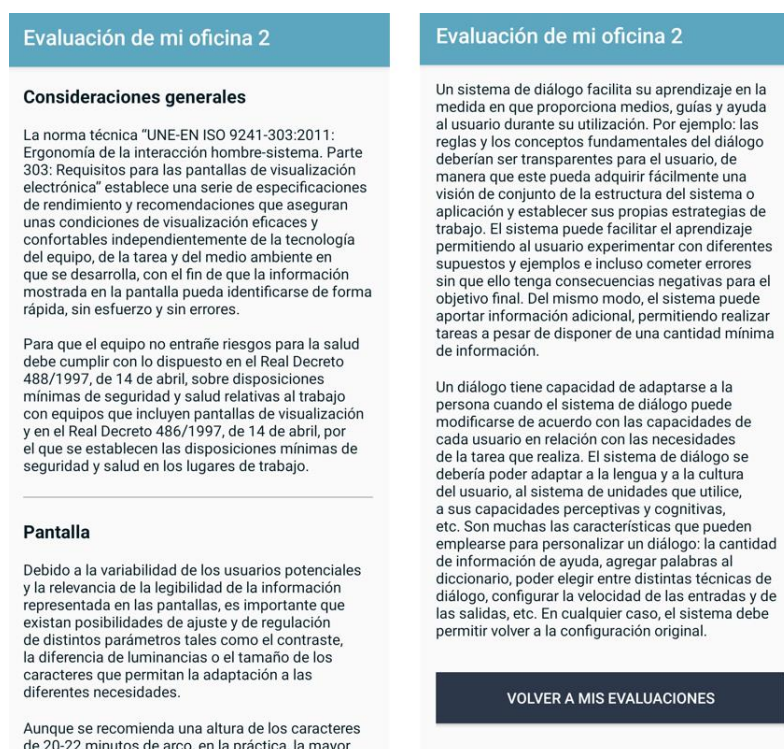 Evaluación de mi oficina 2
Consideraciones generales
La norma técnica “UNE-EN ISO 9241-303:2011:
Ergonomía de la interacción hombre-sistema. Parte
303: Requisitos para las pantallas de visualización
electrónica” establece una serie de especificaciones
de rendimiento y recomendaciones que aseguran
unas condiciones de visualización eficaces y
confortables independientemente de la tecnología
del equipo, de la tarea y del medio ambiente en
que se desarrolla, con el fin de que la información
mostrada en la pantalla pueda identificarse de forma
rápida, sin esfuerzo y sin errores.
Para que el equipo no entrañe riesgos para la salud
debe cumplir con lo dispuesto en el Real Decreto
488/1997, de 14 de abril, sobre disposiciones
mínimas de seguridad y salud relativas al trabajo
con equipos que incluyen pantallas de visualización
y en el Real Decreto 486/1997, de 14 de abril, por
el que se establecen las disposiciones mínimas de
seguridad y salud en los lugares de trabajo.
Pantalla
Debido a la variabilidad de los usuarios potenciales
y la relevancia de la legibilidad de la información
representada en las pantallas, es importante que
existan posibilidades de ajuste y de regulación
de distintos parámetros tales como el contraste,
la diferencia de luminancias o el tamaño de los
caracteres que permitan la adaptación a las
diferentes necesidades.
Aunque se recomienda una altura de los caracteres
de 20-22 minutos de arco, en la práctica, la mayor
Evaluación de mi oficina 2
Un sistema de diálogo facilita su aprendizaje en la
medida en que proporciona medios, guías y ayuda
al usuario durante su utilización. Por ejemplo: las
reglas y los conceptos fundamentales del diálogo
deberían ser transparentes para el usuario, de
manera que este pueda adquirir fácilmente una
visión de conjunto de la estructura del sistema o
aplicación y establecer sus propias estrategias de
trabajo. El sistema puede facilitar el aprendizaje
permitiendo al usuario experimentar con diferentes
supuestos y ejemplos e incluso cometer errores
sin que ello tenga consecuencias negativas para el
objetivo final. Del mismo modo, el sistema puede
aportar información adicional, permitiendo realizar
tareas a pesar de disponer de una cantidad mínima
de información.
Un diálogo tiene capacidad de adaptarse a la
persona cuando el sistema de diálogo puede
modificarse de acuerdo con las capacidades de
cada usuario en relación con las necesidades
de la tarea que realiza. El sistema de diálogo se
debería poder adaptar a la lengua y a la cultura
del usuario, al sistema de unidades que utilice,
a sus capacidades perceptivas y cognitivas,
etc. Son muchas las características que pueden
emplearse para personalizar un diálogo: la cantidad
de información de ayuda, agregar palabras al
diccionario, poder elegir entre distintas técnicas de
diálogo, configurar la velocidad de las entradas y de
las salidas, etc. En cualquier caso, el sistema debe
permitir volver a la configuración original.
VOLVER A MIS EVALUACIONES